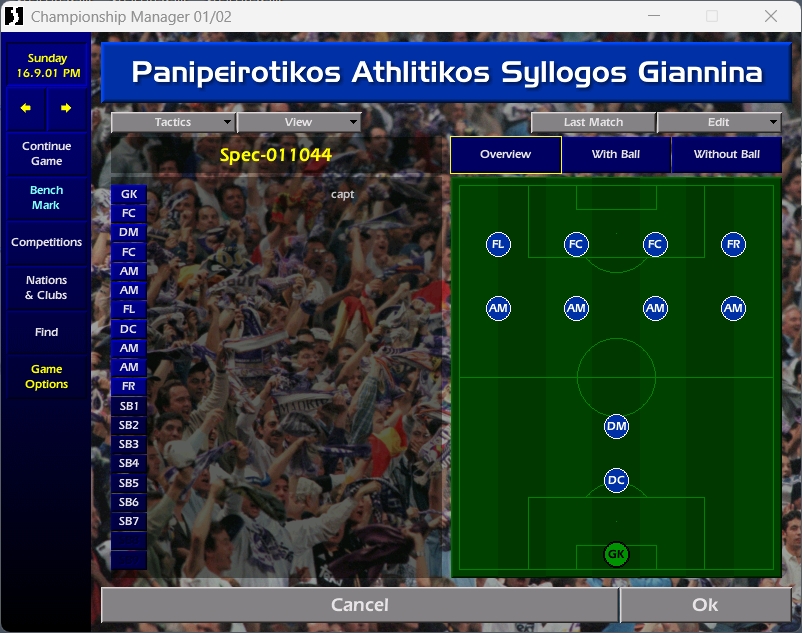 Championship Manager 01/02
Sunday
16.9.01 PM
Continue
Game
Bench
Mark
Competitions
Nations
& Clubs
Find
Game
Options
Panipeirotikos Athlitikos Syllogos Giannina
Tactics
View
Last Match
Edit
Spec-011044
Overview
With Ball
Without Ball
GK
capt
FC
DM
FC
AM
AM
FL
DC
AM
AM
FR
SB1
SB2
SB3
SB4
SB5
SB6
SB7
FL FC FC FR
AM AM AM AM
DM
DC
GK
Cancel
Ok